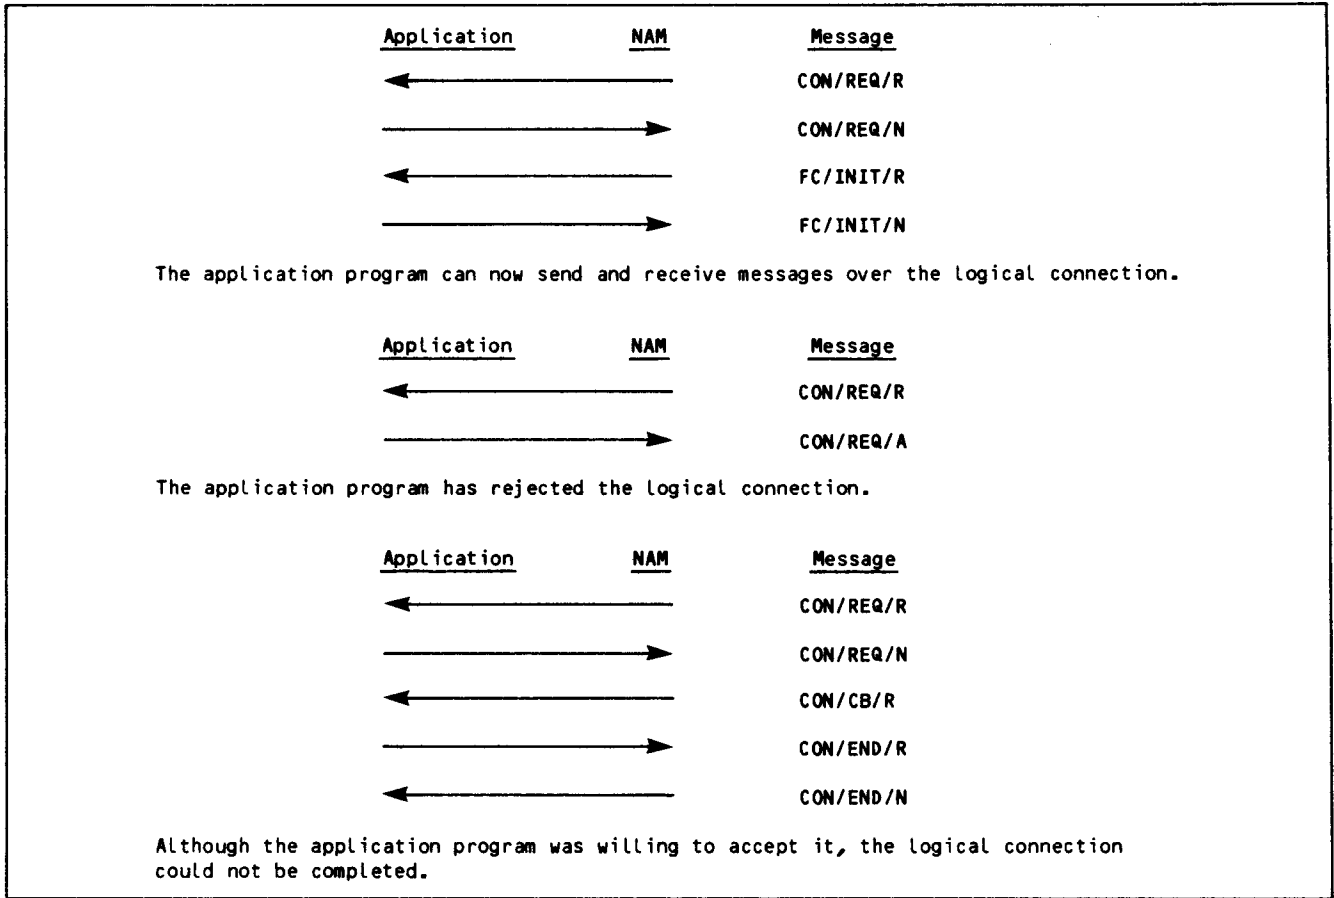 Application NAM Message
CON/REQ/R
CON/REQ/N
FC/INIT/R
FC/INIT/N
The application program can now send and receive messages over the logical connection.
Application NAM Message
CON/REQ/R
CON/REQ/A
The application program has rejected the logical connection.
Application NAM Message
CON/REQ/R
CON/REQ/N
CON/CB/R
CON/END/R
CON/END/N
Although the application program was willing to accept it, the logical connection
could not be completed.